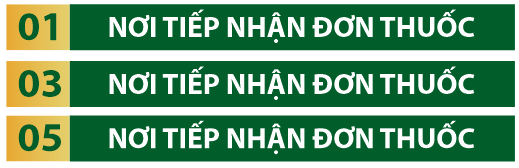 01 NƠI TIẾP NHẬN ĐƠN THUỐC
03 NƠI TIẾP NHẬN ĐƠN THUỐC
05 NƠI TIẾP NHẬN ĐƠN THUỐC